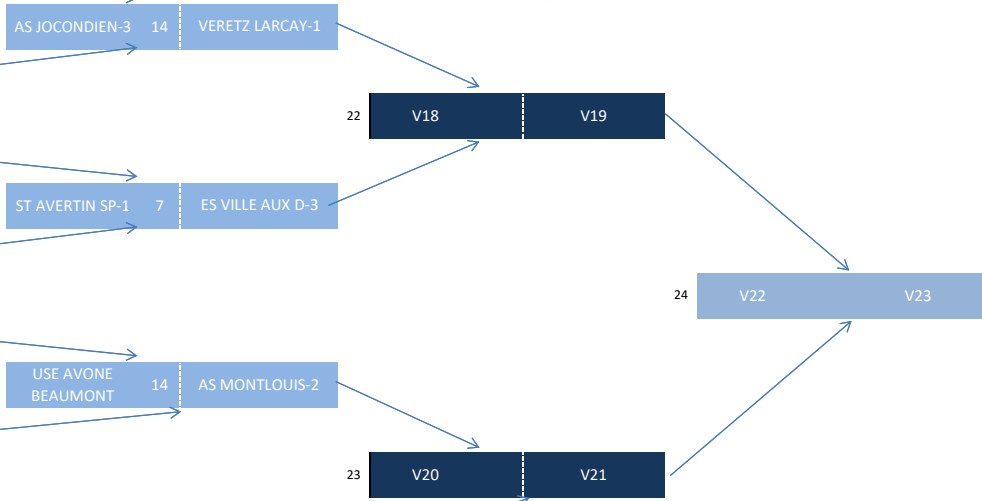 AS JOCONDIEN-3 14 VERETZ LARCAY-1
22 V18 V19
ST AVERTIN SP-1 7 ES VILLE AUX D-3
24 V22 V23
USE AVONE
BEAUMONT 14 AS MONTLOUIS-2
23 V20 V21